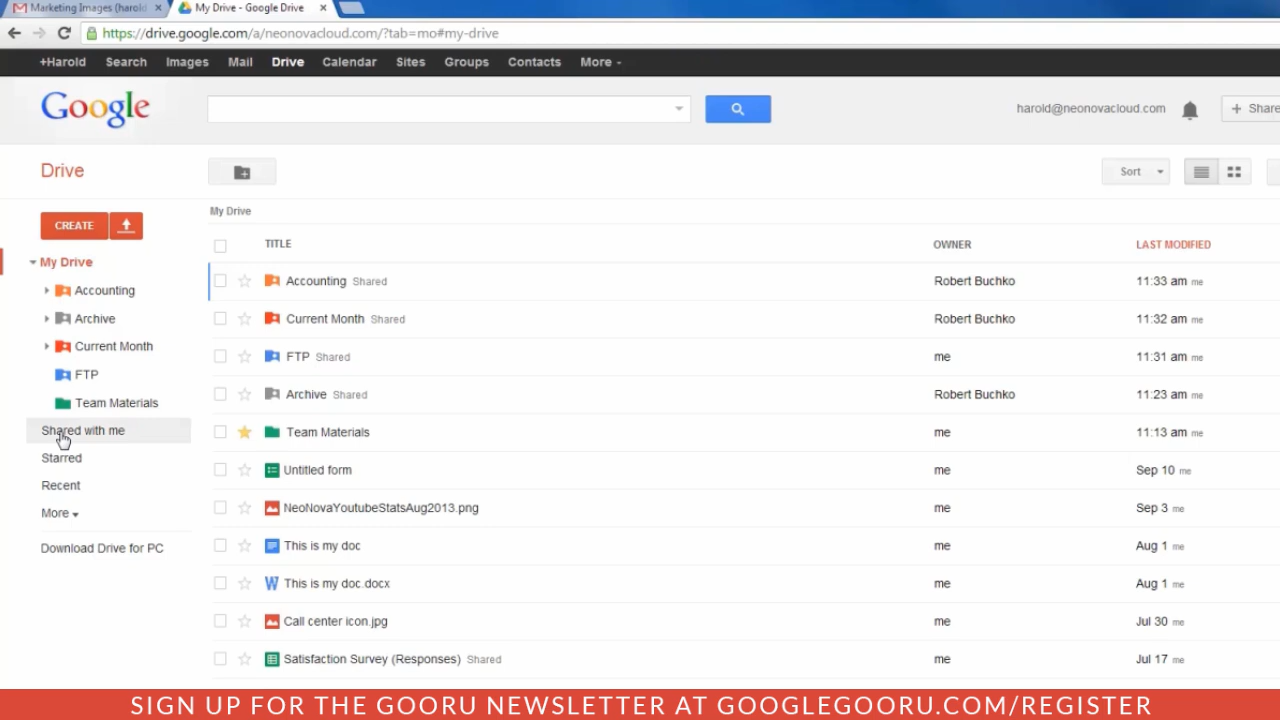 Marketing Images (harol
My Drive - Google Drive
https://drive.google.com/a/neonovacloud.com/?tab=mo#my-drive
+Harold Search Images Mail Drive Calendar Sites Groups Contacts More
Google
harold@neonovacloud.com
+ Share
Drive
Sort
My Drive
CREATE
TITLE OWNER LAST MODIFIED
My Drive
Accounting
Archive
Current Month
FTP
Team Materials
Shared with me
Starred
Recent
More
Download Drive for PC
Accounting Shared Robert Buchko 11:33 am me
Current Month Shared Robert Buchko 11:32 am me
FTP Shared me 11:31 am me
Archive Shared Robert Buchko 11:23 am me
Team Materials me 11:13 am me
Untitled form me Sep 10 me
NeoNovaYoutubeStatsAug2013.png me Sep 3 me
This is my doc me Aug 1 me
This is my doc.docx me Aug 1 me
Call center icon.jpg me Jul 30 me
Satisfaction Survey (Responses) Shared me Jul 17 me
SIGN UP FOR THE GOORU NEWSLETTER AT GOOGLEGOORU.COM/REGISTER